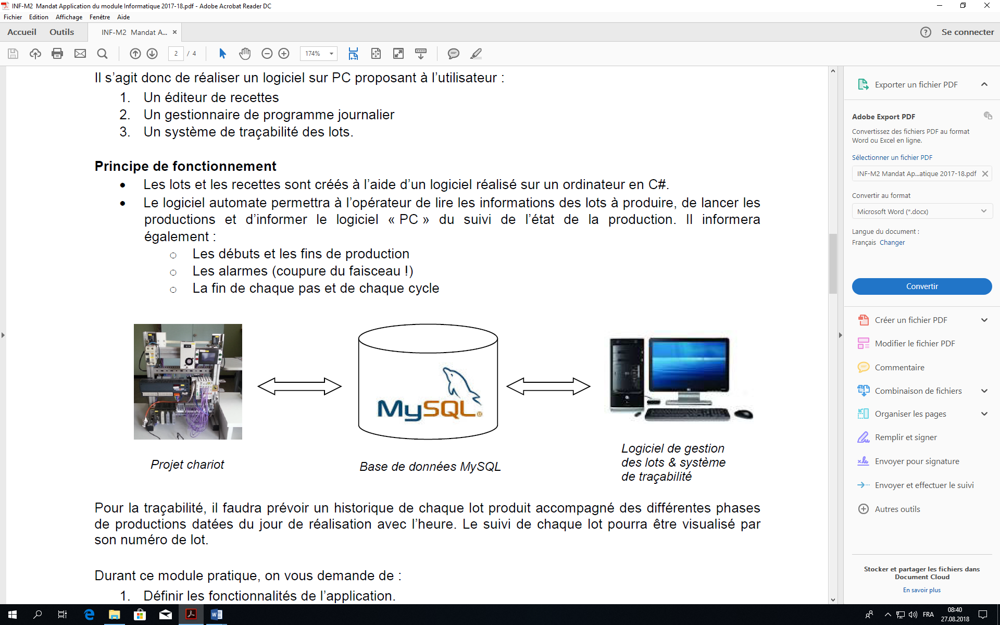 INF-M2  Mandat Application du module Informatique 2017-18.pdf - Adobe Acrobat Reader DC
Fichier Edition Affichage Fenêtre Aide
Accueil Outils INF-M2  Mandat A... × ? Se connecter
2 / 4 174%
Il s’agit donc de réaliser un logiciel sur PC proposant à l’utilisateur :
1. Un éditeur de recettes
2. Un gestionnaire de programme journalier
3. Un système de traçabilité des lots.
Principe de fonctionnement
• Les lots et les recettes sont créés à l’aide d’un logiciel réalisé sur un ordinateur en C#.
• Le logiciel automate permettra à l’opérateur de lire les informations des lots à produire, de lancer les
productions et d’informer le logiciel « PC » du suivi de l’état de la production. Il informera
également :
o Les débuts et les fins de production
o Les alarmes (coupure du faisceau !)
o La fin de chaque pas et de chaque cycle
MySQL®
Projet chariot
Base de données MySQL
Logiciel de gestion
des lots & système
de traçabilité
Pour la traçabilité, il faudra prévoir un historique de chaque lot produit accompagné des différentes phases
de productions datées du jour de réalisation avec l’heure. Le suivi de chaque lot pourra être visualisé par
son numéro de lot.
Durant ce module pratique, on vous demande de :
1. Définir les fonctionnalités de l’application.
Exporter un fichier PDF
Adobe Export PDF
Convertissez des fichiers PDF au format
Word ou Excel en ligne.
Sélectionner un fichier PDF
INF-M2 Mandat Ap...atique 2017-18.pdf
Convertir au format
Microsoft Word (*.docx)
Langue du document :
Français Changer
Convertir
Créer un fichier PDF
Modifier le fichier PDF
Commentaire
Combinaison de fichiers
Organiser les pages
Remplir et signer
Envoyer pour signature
Envoyer et effectuer le suivi
Autres outils
Stocker et partager les fichiers dans
Document Cloud
En savoir plus
FRA
08:40
27.08.2018